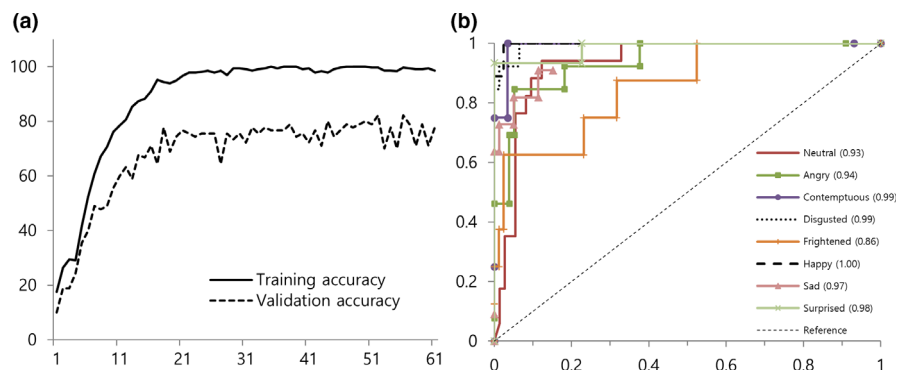 (a)
100
80
60
40
20
0
1 11 21 31 41 51 61
Training accuracy
Validation accuracy
(b)
1
0.8
0.6
0.4
0.2
0
0 0.2 0.4 0.6 0.8 1
Neutral (0.93)
Angry (0.94)
Contemptuous (0.99)
Disgusted (0.99)
Frightened (0.86)
Happy (1.00)
Sad (0.97)
Surprised (0.98)
Reference